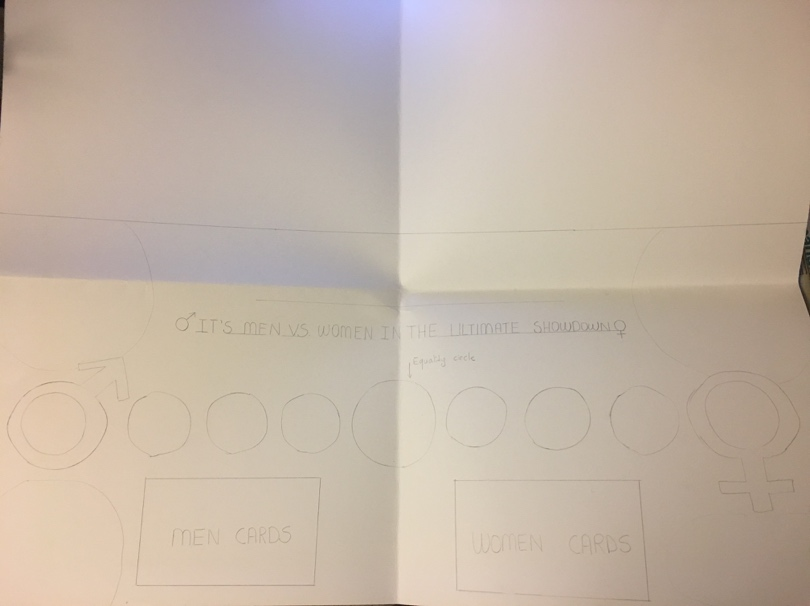 ♂IT'S MEN VS WOMEN IN THE ULTIMATE SHOWDOWN♀
Equality circle
MEN CARDS
WOMEN CARDS